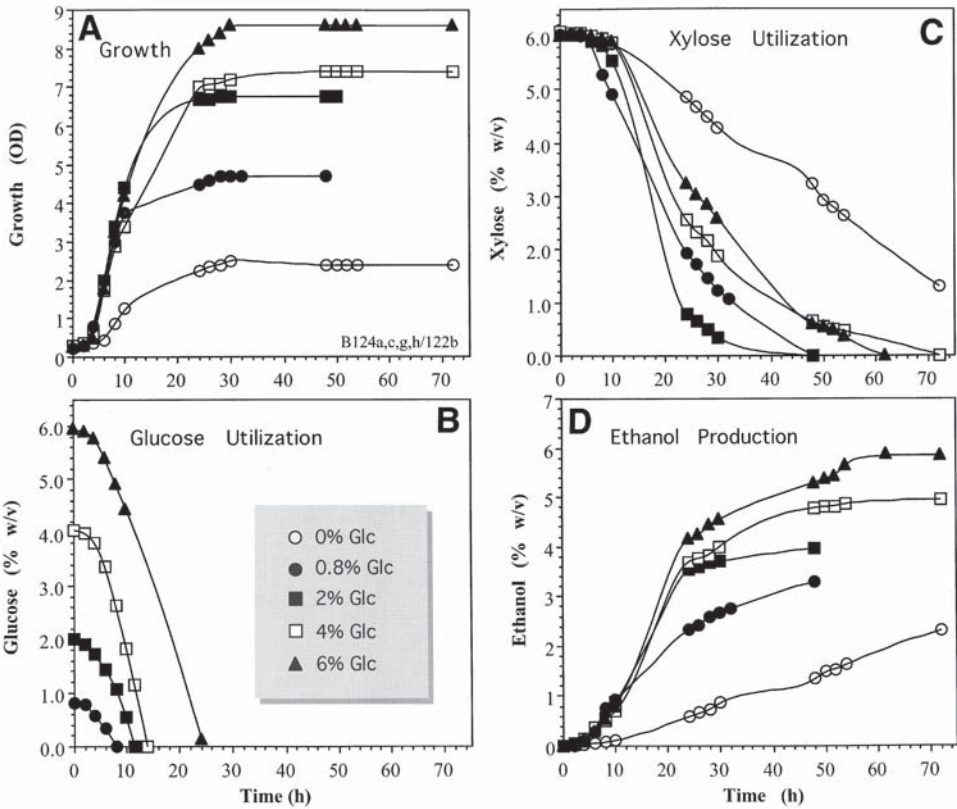 A
Growth
Growth (OD)
9
8
7
6
5
4
3
2
1
0
0 10 20 30 40 50 60 70
B124a,c,g,h/122b
C
Xylose Utilization
Xylose (% w/v)
6.0
5.0
4.0
3.0
2.0
1.0
0.0
0 10 20 30 40 50 60 70
B
Glucose Utilization
Glucose (% w/v)
6.0
5.0
4.0
3.0
2.0
1.0
0.0
0 10 20 30 40 50 60 70
Time (h)
0% Glc
0.8% Glc
2% Glc
4% Glc
6% Glc
D
Ethanol Production
Ethanol (% w/v)
7
6
5
4
3
2
1
0
0 10 20 30 40 50 60 70
Time (h)